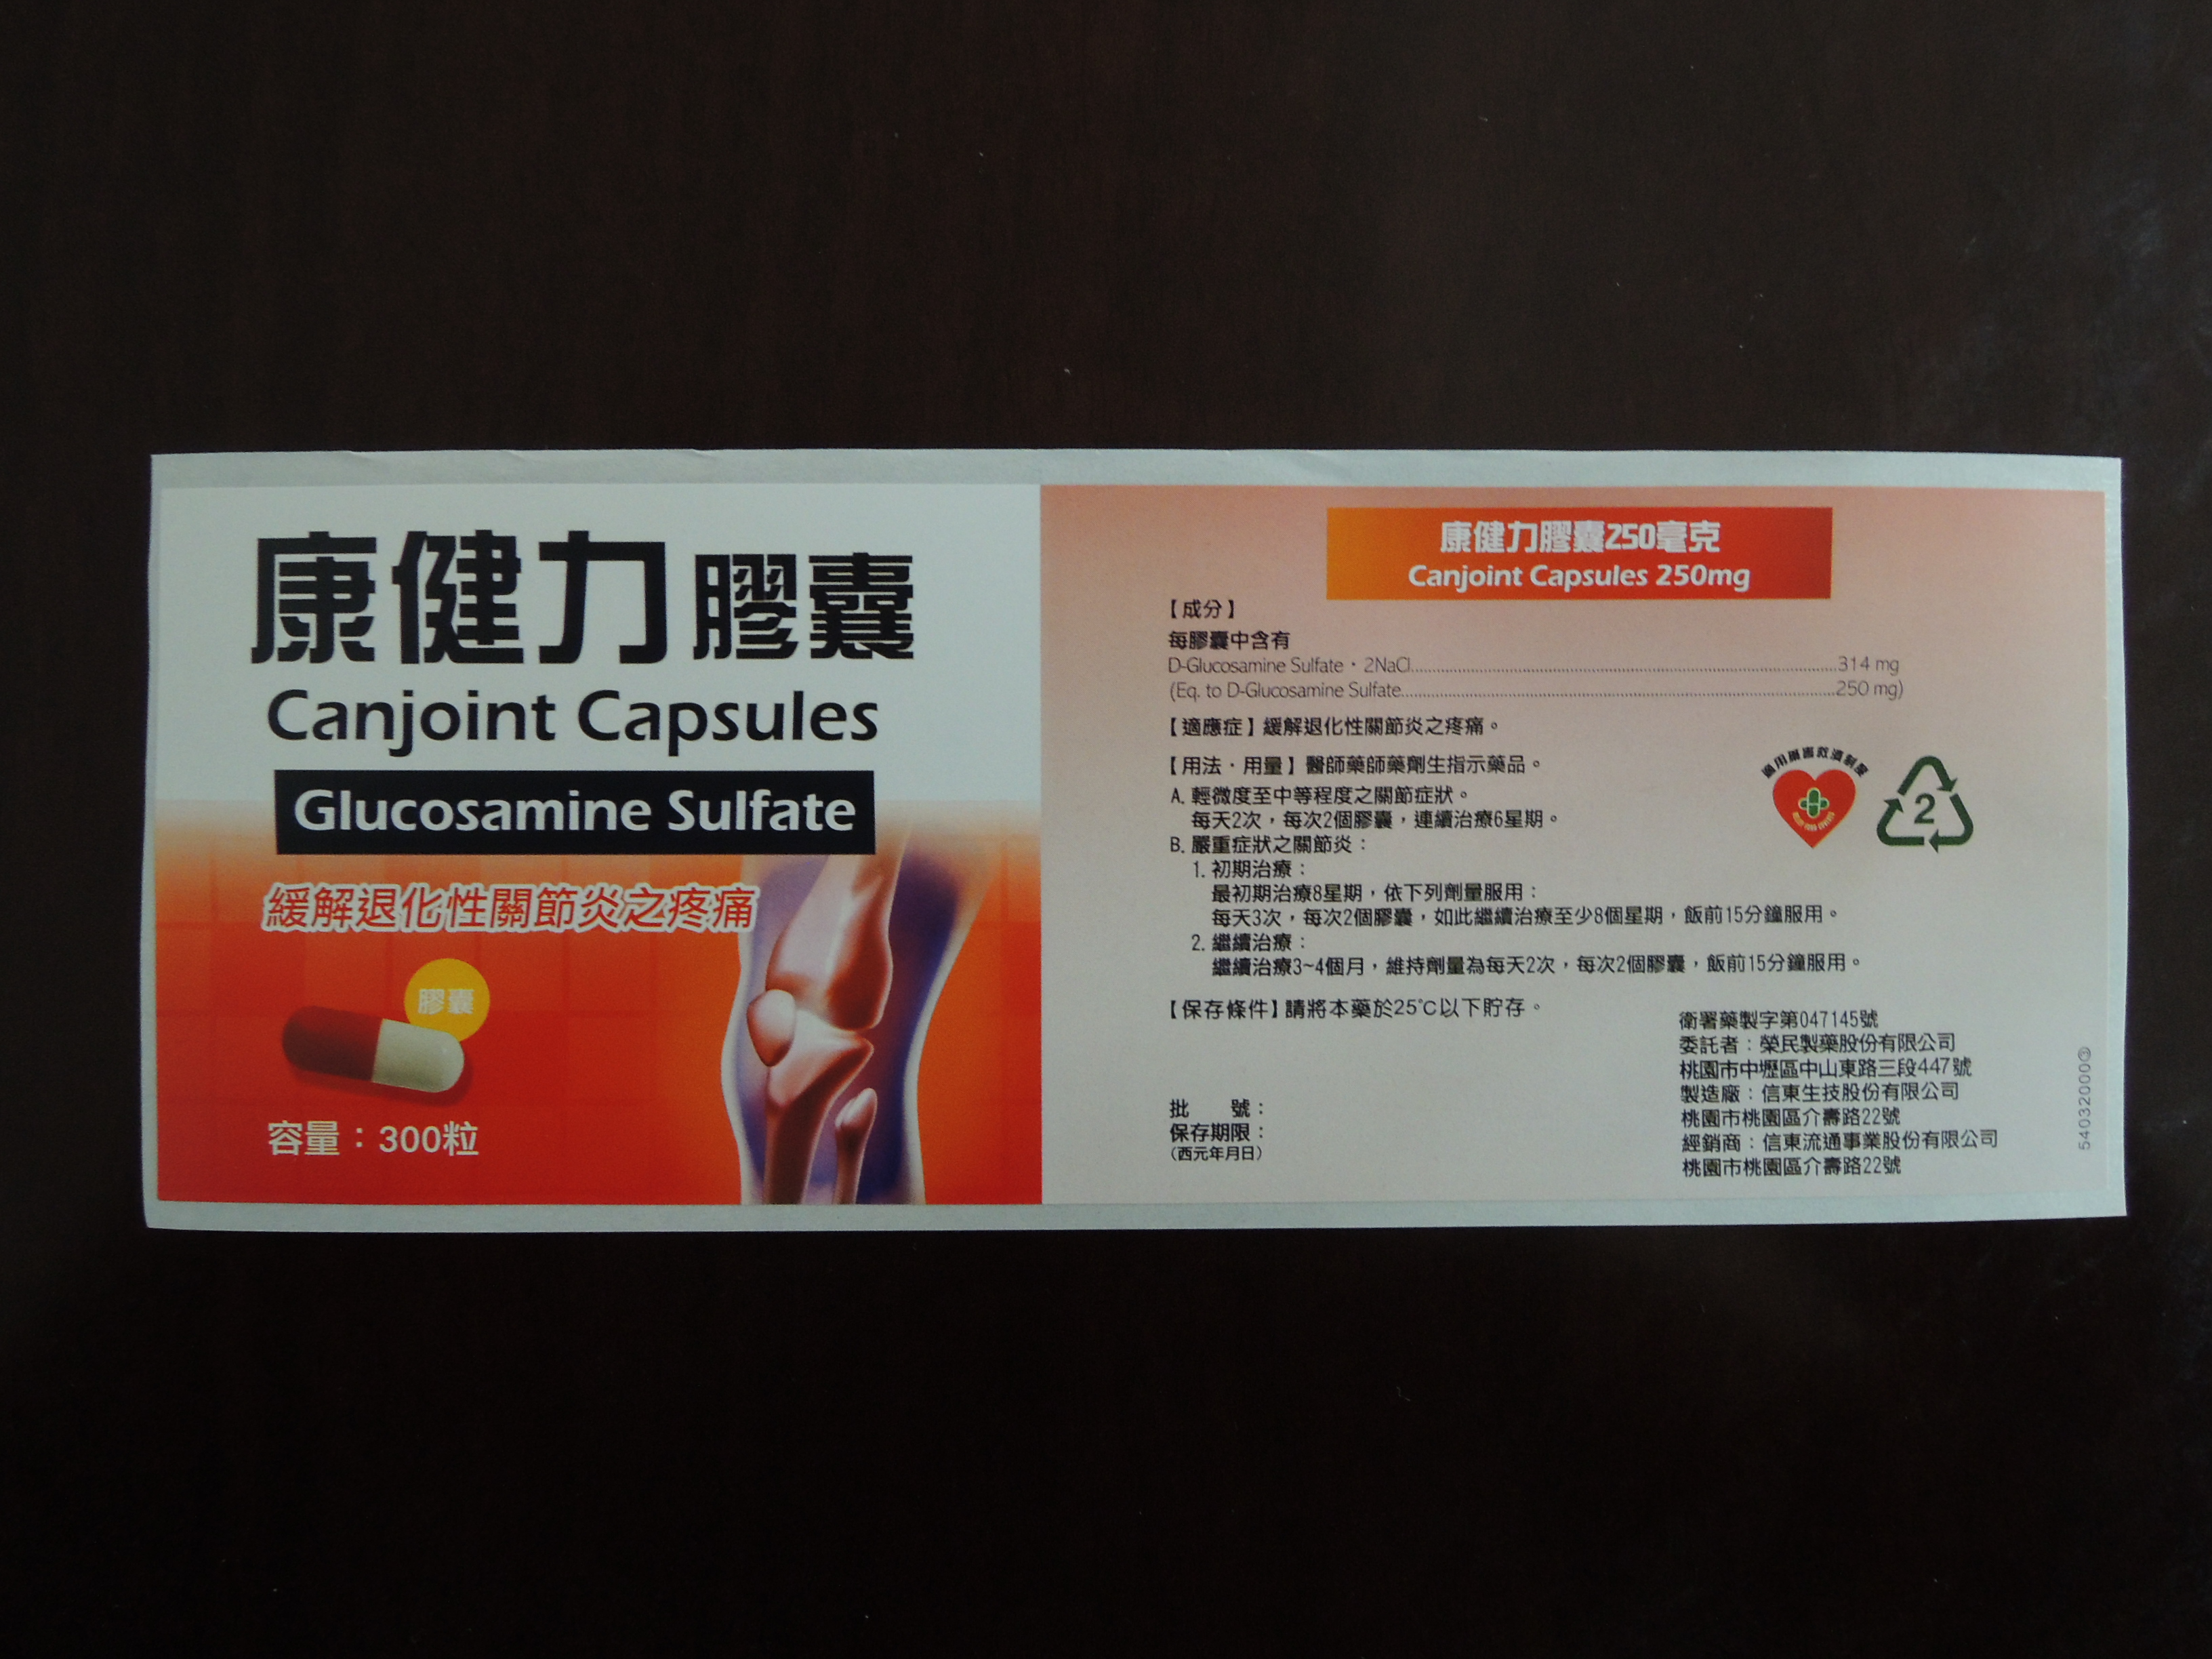 康健力膠囊
Canjoint Capsules
Glucosamine Sulfate
緩解退化性關節炎之疼痛
膠囊
容量：300粒
康健力膠囊250毫克
Canjoint Capsules 250mg
【成分】
每膠囊中含有
D-Glucosamine Sulfate・2NaCl...314 mg
(Eq. to D-Glucosamine Sulfate...250 mg)
【適應症】緩解退化性關節炎之疼痛。
【用法・用量】醫師藥師藥劑生指示藥品。
A. 輕微度至中等程度之關節症狀。
每天2次，每次2個膠囊，連續治療6星期。
B. 嚴重症狀之關節炎：
1. 初期治療：
最初期治療8星期，依下列劑量服用：
每天3次，每次2個膠囊，如此繼續治療至少8個星期，飯前15分鐘服用。
2. 繼續治療：
繼續治療3~4個月，維持劑量為每天2次，每次2個膠囊，飯前15分鐘服用。
【保存條件】請將本藥於25℃以下貯存。
適用藥害救濟制度
2
批　號：
保存期限：
(西元年月日)
衛署藥製字第047145號
委託者：榮民製藥股份有限公司
桃園市中壢區中山東路三段447號
製造廠：信東生技股份有限公司
桃園市桃園區介壽路22號
經銷商：信東流通事業股份有限公司
桃園市桃園區介壽路22號
540320000③